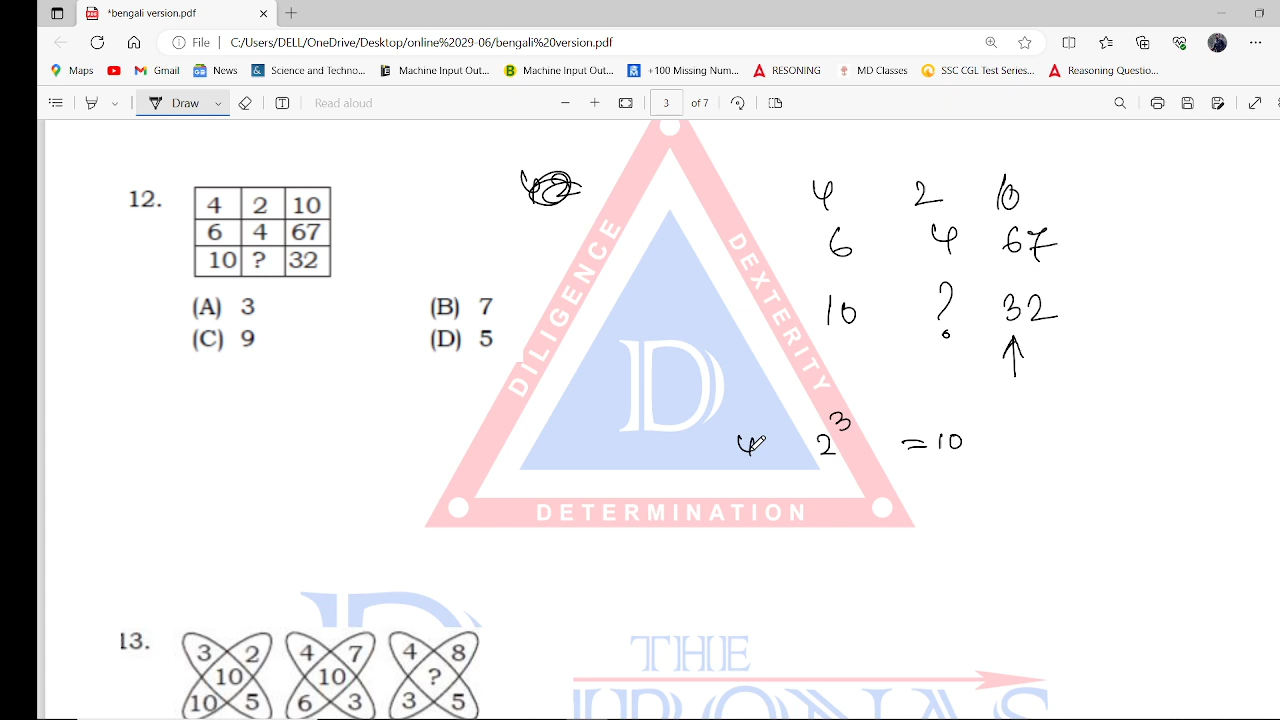 *bengali version.pdf
File C:/Users/DELL/OneDrive/Desktop/online%2029-06/bengali%20version.pdf
Maps Gmail News Science and Techno... Machine Input Out... Machine Input Out... +100 Missing Num... RESONING MD Classes SSC CGL Test Series... Reasoning Questio...
Draw Read aloud 3 of 7
12. 4 2 10
6 4 67
10 ? 32
(A) 3 (B) 7
(C) 9 (D) 5
4 2 10
6 4 67
10 ? 32
4 2³ = 10
DILIGENCE
DEXTERITY
D
DETERMINATION
13. 3 2 4 7 4 8
10 10 ?
10 5 6 3 3 5
THE